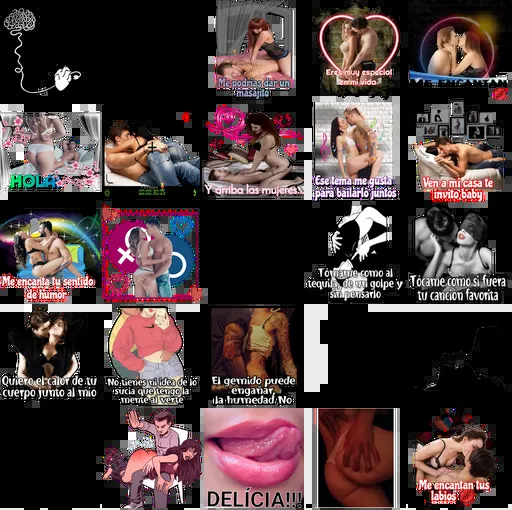 Me podrias dar un
masajito
Eres muy especial
en mi vida
HOLA
Y arriba las mujeres
Ese tema me gusta
para bailarlo juntos
Ven a mi casa te
invito baby
Me encanta tu sentido
de humor
Tómame como al
tequila, de un golpe y
sin pensarlo
Tócame como si fuera
tu canción favorita
Quiero el calor de tu
cuerpo junto al mío
No tienes ni idea de lo
sucia que tengo la
mente al verte
El gemido puede
engañar,
la humedad, No.
DELÍCIA!!!
Me encantan tus
labios